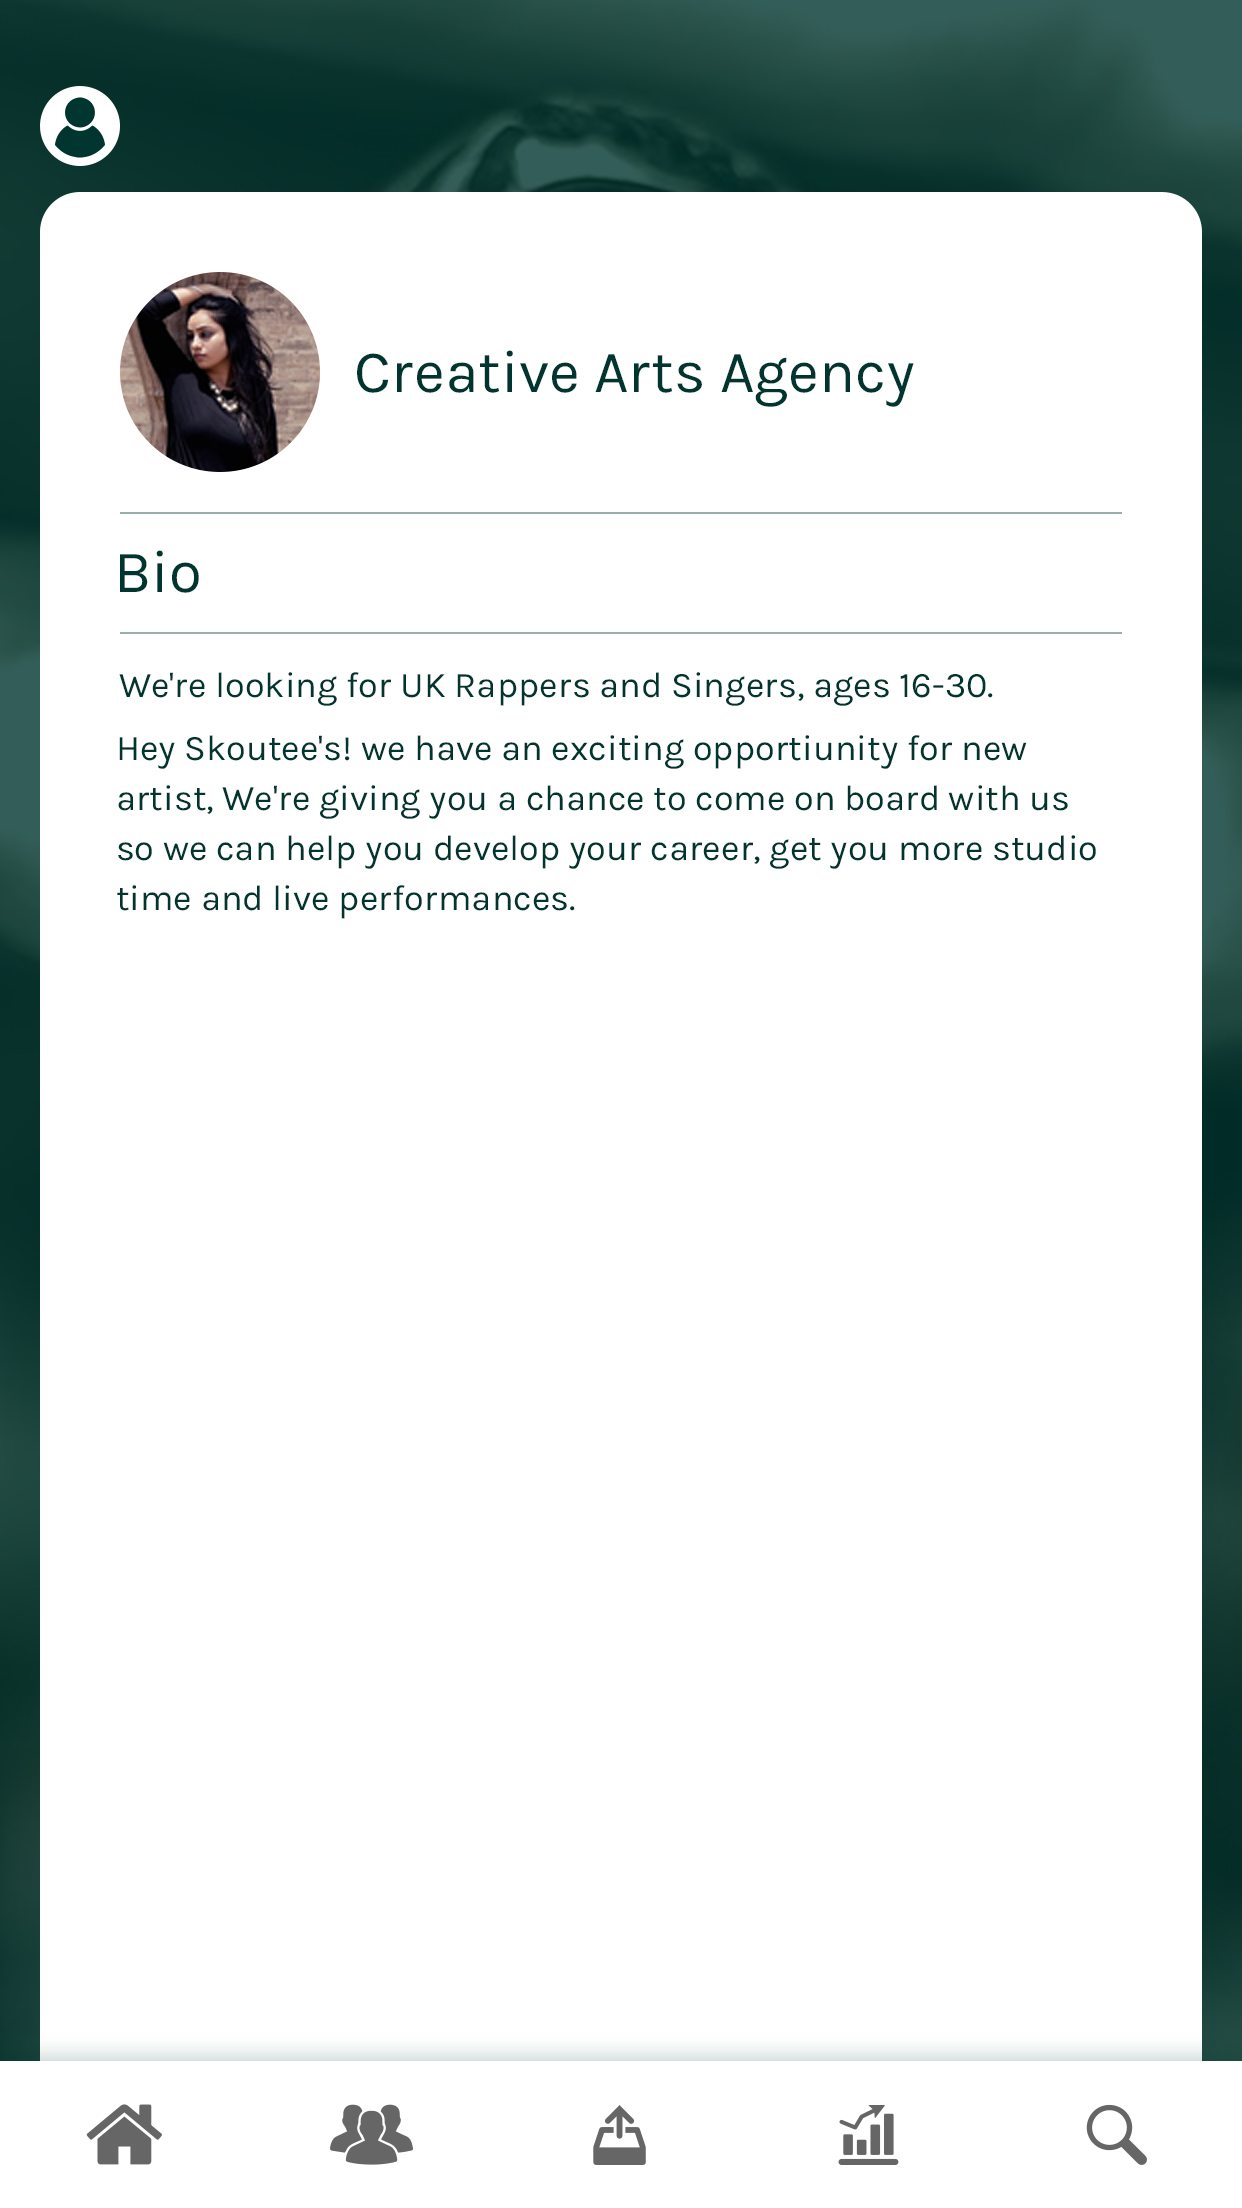 Creative Arts Agency
Bio
We're looking for UK Rappers and Singers, ages 16-30.
Hey Skoutee's! we have an exciting opportiunity for new
artist, We're giving you a chance to come on board with us
so we can help you develop your career, get you more studio
time and live performances.